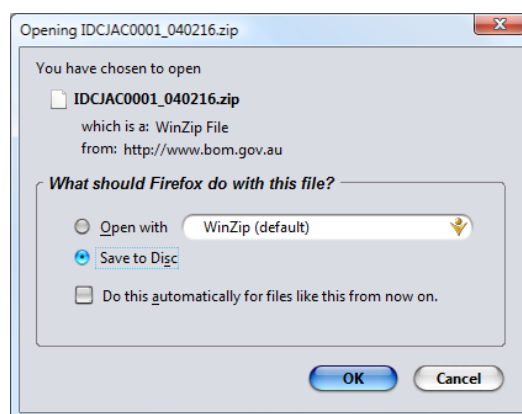 Opening IDCJAC0001_040216.zip
You have chosen to open
IDCJAC0001_040216.zip
which is a: WinZip File
from: http://www.bom.gov.au
What should Firefox do with this file?
Open with WinZip (default)
Save to Disc
Do this automatically for files like this from now on.
OK Cancel